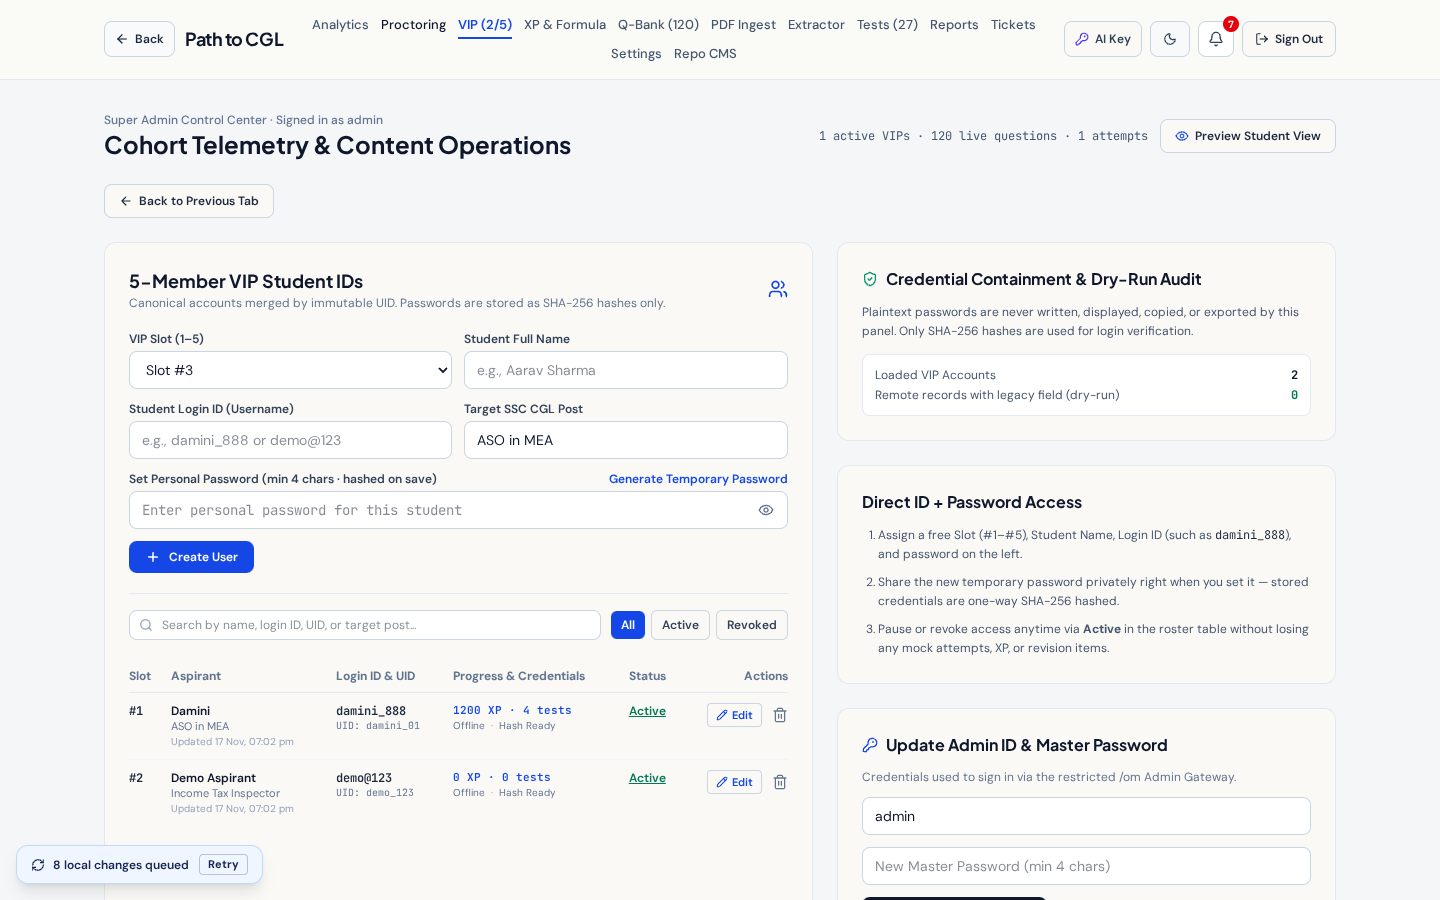 Back
Path to CGL
Analytics Proctoring VIP (2/5) XP & Formula Q-Bank (120) PDF Ingest Extractor Tests (27) Reports Tickets
Settings Repo CMS
AI Key
7
Sign Out
Super Admin Control Center · Signed in as admin
Cohort Telemetry & Content Operations
1 active VIPs · 120 live questions · 1 attempts
Preview Student View
Back to Previous Tab
5-Member VIP Student IDs
Canonical accounts merged by immutable UID. Passwords are stored as SHA-256 hashes only.
VIP Slot (1–5)
Slot #3
Student Full Name
e.g., Aarav Sharma
Student Login ID (Username)
e.g., damini_888 or demo@123
Target SSC CGL Post
ASO in MEA
Set Personal Password (min 4 chars · hashed on save)
Generate Temporary Password
Enter personal password for this student
Create User
Search by name, login ID, UID, or target post...
All
Active
Revoked
Slot Aspirant Login ID & UID Progress & Credentials Status Actions
#1 Damini damini_888 1200 XP · 4 tests Active Edit
ASO in MEA UID: damini_01 Offline · Hash Ready
Updated 17 Nov, 07:02 pm
#2 Demo Aspirant demo@123 0 XP · 0 tests Active Edit
Income Tax Inspector UID: demo_123 Offline · Hash Ready
Updated 17 Nov, 07:02 pm
8 local changes queued
Retry
Credential Containment & Dry-Run Audit
Plaintext passwords are never written, displayed, copied, or exported by this
panel. Only SHA-256 hashes are used for login verification.
Loaded VIP Accounts 2
Remote records with legacy field (dry-run) 0
Direct ID + Password Access
1. Assign a free Slot (#1–#5), Student Name, Login ID (such as damini_888),
and password on the left.
2. Share the new temporary password privately right when you set it — stored
credentials are one-way SHA-256 hashed.
3. Pause or revoke access anytime via Active in the roster table without losing
any mock attempts, XP, or revision items.
Update Admin ID & Master Password
Credentials used to sign in via the restricted /om Admin Gateway.
admin
New Master Password (min 4 chars)